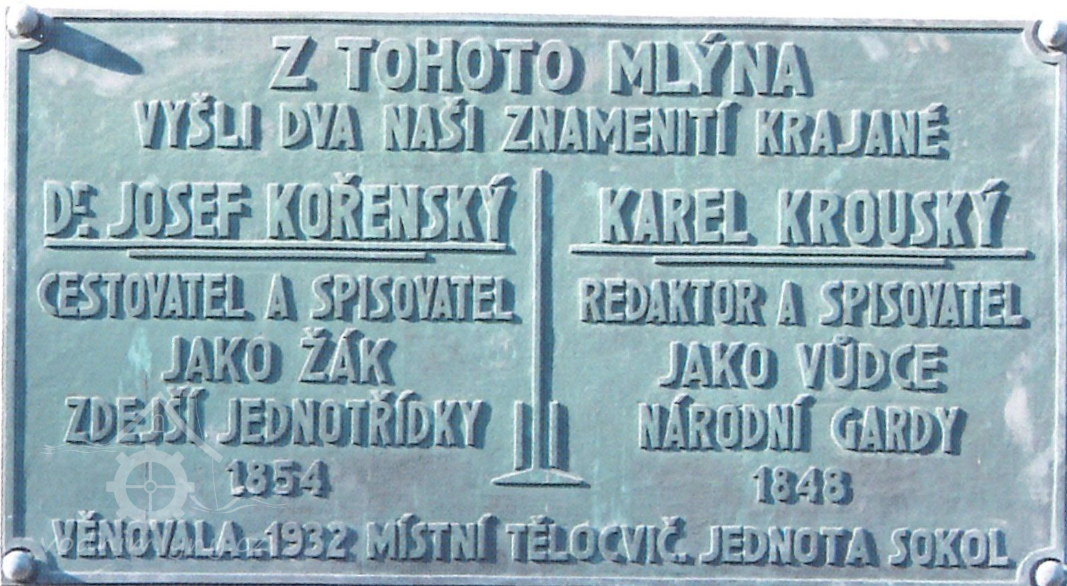 Z TOHOTO MLÝNA
VYŠLI DVA NAŠI ZNAMENITÍ KRAJANÉ
DR. JOSEF KOŘENSKÝ
CESTOVATEL A SPISOVATEL
JAKO ŽÁK
ZDEJŠÍ JEDNOTŘÍDKY
1854
KAREL KROUSKÝ
REDAKTOR A SPISOVATEL
JAKO VŮDCE
NÁRODNÍ GARDY
1848
VĚNOVALA 1932 MÍSTNÍ TĚLOCVIČ. JEDNOTA SOKOL